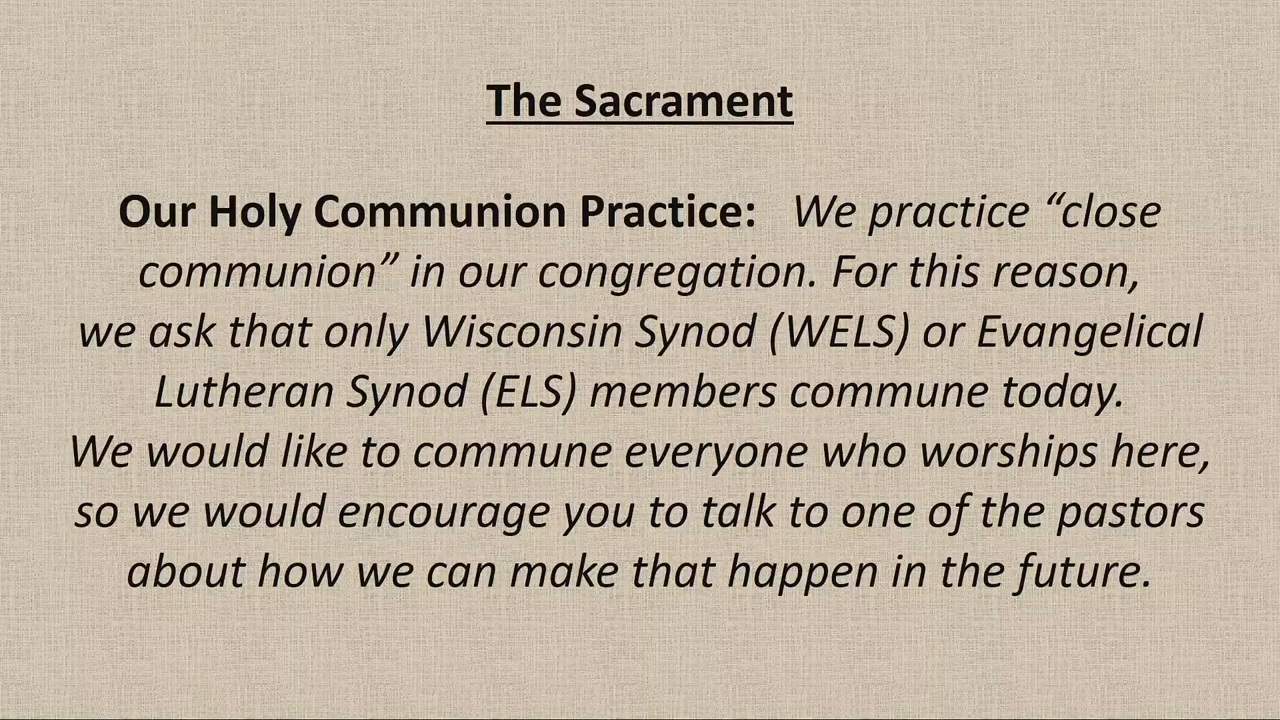 The Sacrament
Our Holy Communion Practice: We practice “close
communion” in our congregation. For this reason,
we ask that only Wisconsin Synod (WELS) or Evangelical
Lutheran Synod (ELS) members commune today.
We would like to commune everyone who worships here,
so we would encourage you to talk to one of the pastors
about how we can make that happen in the future.